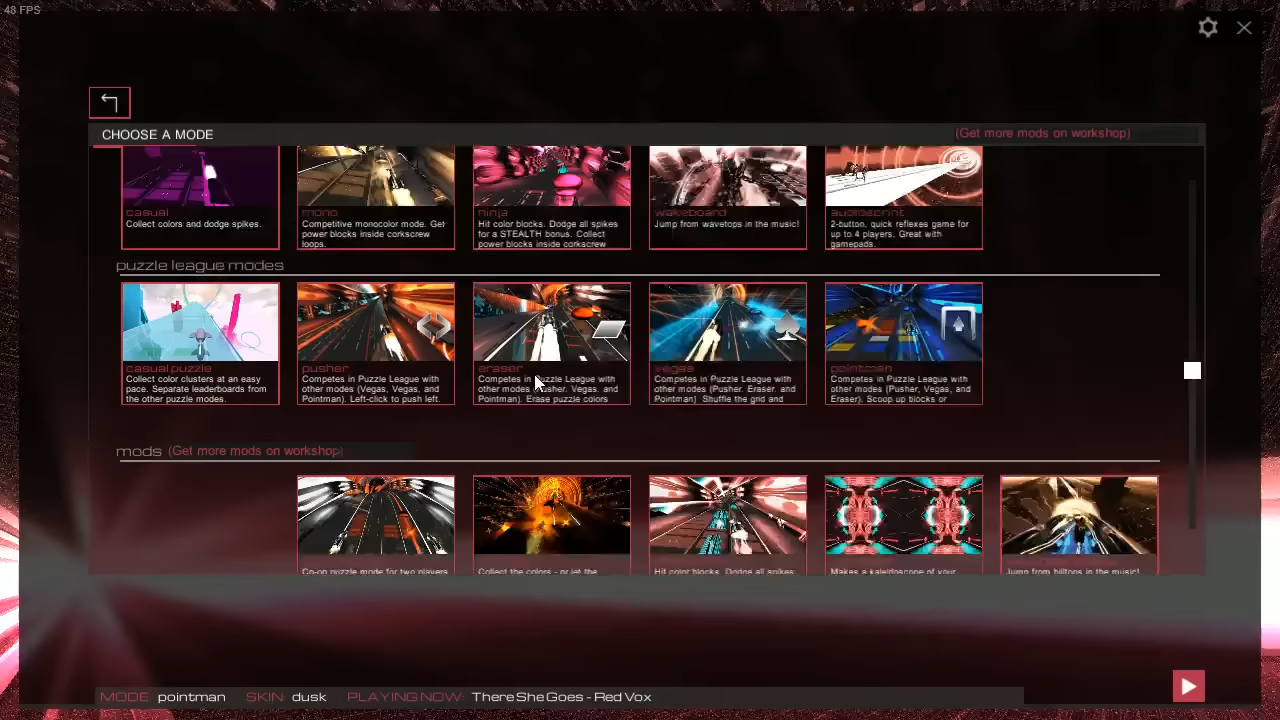 48 FPS
CHOOSE A MODE
(Get more mods on workshop)
casual
Collect colors and dodge spikes.
mono
Competitive monocolor mode. Get
power blocks inside corkscrew
loops.
ninja
Hit color blocks. Dodge all spikes
for a STEALTH bonus. Collect
power blocks inside corkscrew
wakeboard
Jump from wavetops in the music!
audiosprint
2-button, quick reflexes game for
up to 4 players. Great with
gamepads.
puzzle league modes
casual puzzle
Collect color clusters at an easy
pace. Separate leaderboards from
the other puzzle modes.
pusher
Competes in Puzzle League with
other modes (Vegas, Vegas, and
Pointman). Left-click to push left.
eraser
Competes in Puzzle League with
other modes (Pusher, Vegas, and
Pointman). Erase puzzle colors
vegas
Competes in Puzzle League with
other modes (Pusher, Eraser, and
Pointman). Shuffle the grid and
pointman
Competes in Puzzle League with
other modes (Pusher, Vegas, and
Eraser). Scoop up blocks or
mods (Get more mods on workshop)
Co-op puzzle mode for two players
Collect the colors - or let the
Hit color blocks. Dodge all spikes
Makes a kaleidoscope of your
Jump from hilltops in the music!
MODE: pointman SKIN: dusk PLAYING NOW: There She Goes - Red Vox